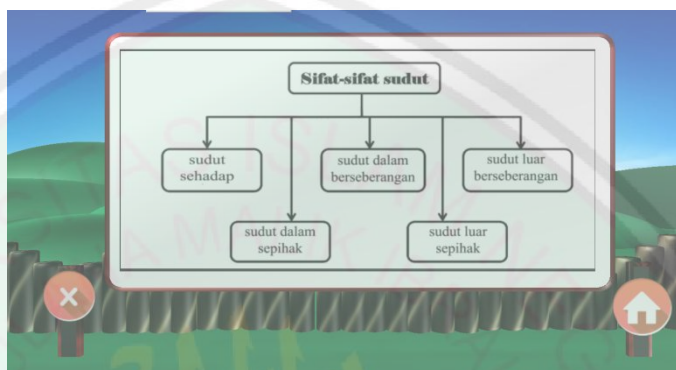 Sifat-sifat sudut
sudut
sehadap
sudut dalam
berseberangan
sudut luar
berseberangan
sudut dalam
sepihak
sudut luar
sepihak